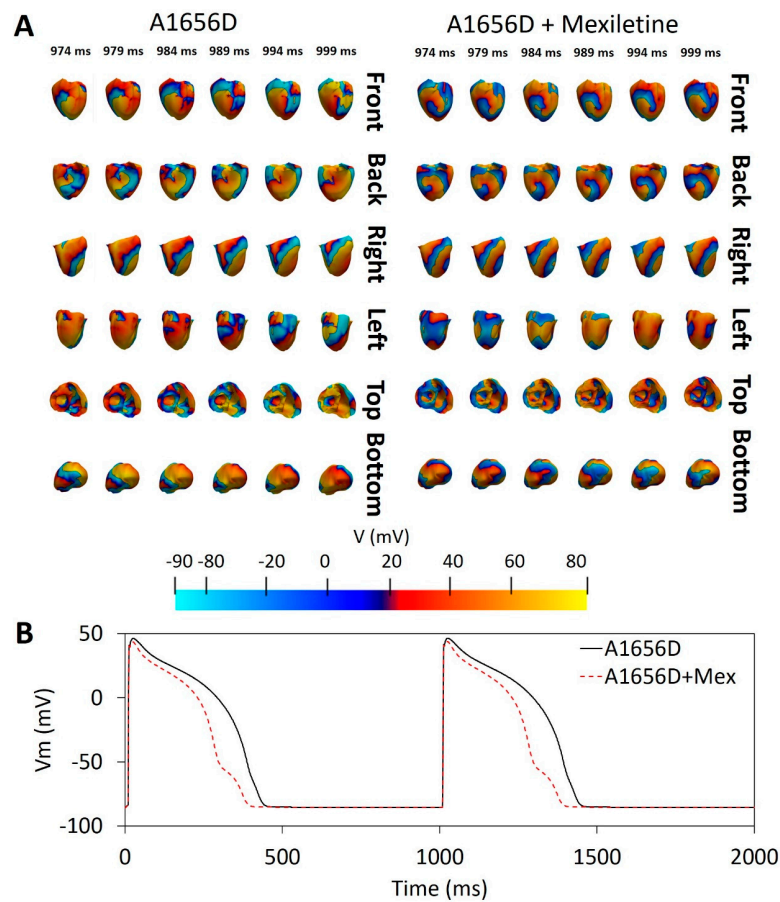 A
A1656D
A1656D + Mexiletine
974 ms 979 ms 984 ms 989 ms 994 ms 999 ms
974 ms 979 ms 984 ms 989 ms 994 ms 999 ms
Front
Front
Back
Back
Right
Right
Left
Left
Top
Top
Bottom
Bottom
V (mV)
-90 -80 -20 0 20 40 60 80
B
50
0
-50
-100
Vm (mV)
A1656D
A1656D+Mex
0 500 1000 1500 2000
Time (ms)